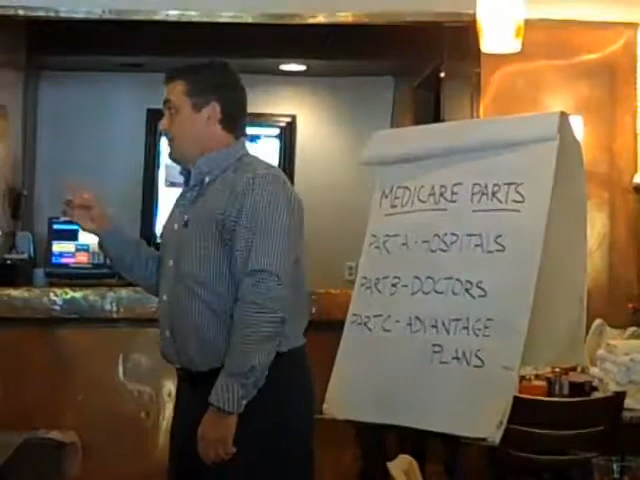 MEDICARE PARTS
PART A - HOSPITALS
PART B - DOCTORS
PART C - ADVANTAGE
PLANS